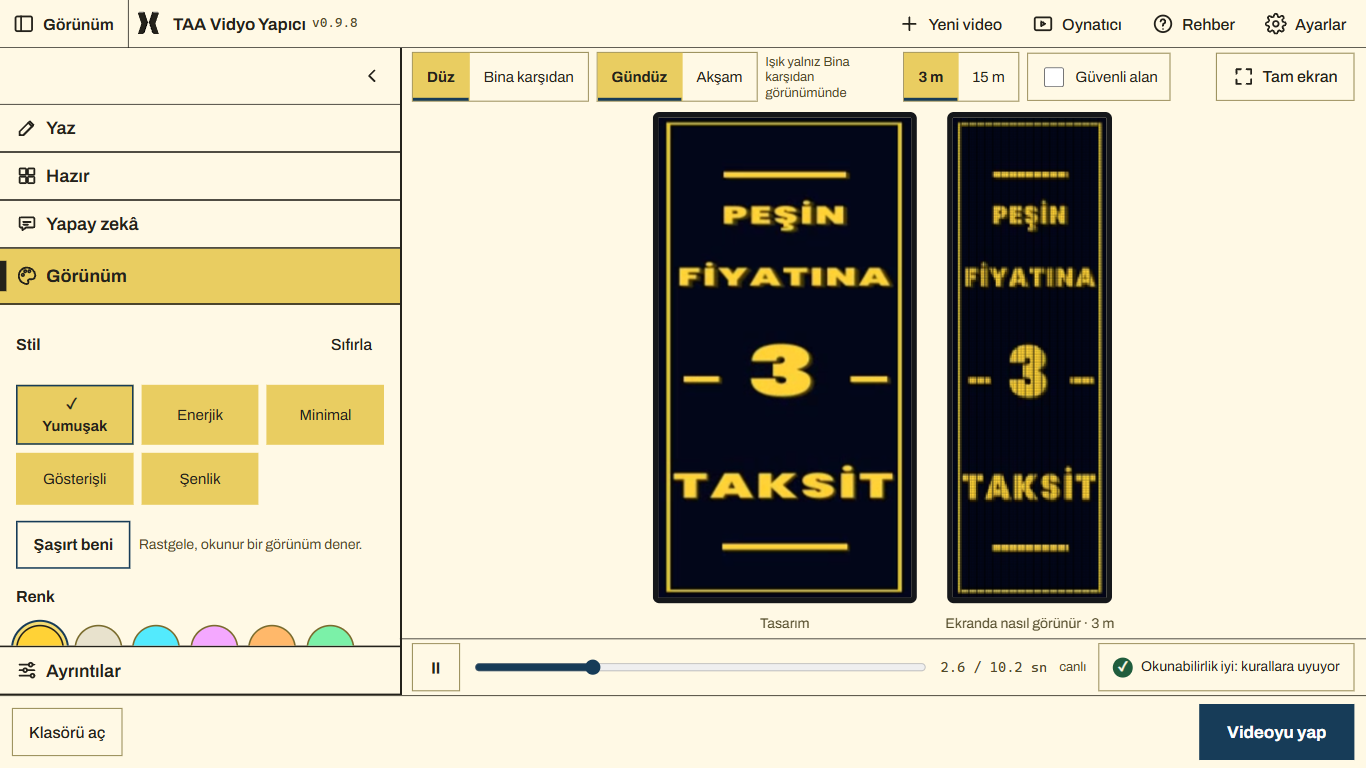 Görünüm
TAA Vidyo Yapıcı v0.9.8
Yeni video
Oynatıcı
Rehber
Ayarlar
Düz
Bina karşıdan
Gündüz
Akşam
Işık yalnız Bina
karşıdan
görünümünde
3 m
15 m
Güvenli alan
Tam ekran
Yaz
Hazır
Yapay zekâ
Görünüm
Stil
Sıfırla
Yumuşak
Enerjik
Minimal
Gösterişli
Şenlik
Şaşırt beni
Rastgele, okunur bir görünüm dener.
Renk
Ayrıntılar
PEŞİN
FİYATINA
3
TAKSİT
Tasarım
PEŞİN
FİYATINA
3
TAKSİT
Ekranda nasıl görünür · 3 m
2.6 / 10.2 sn
canlı
Okunabilirlik iyi: kurallara uyuyor
Klasörü aç
Videoyu yap